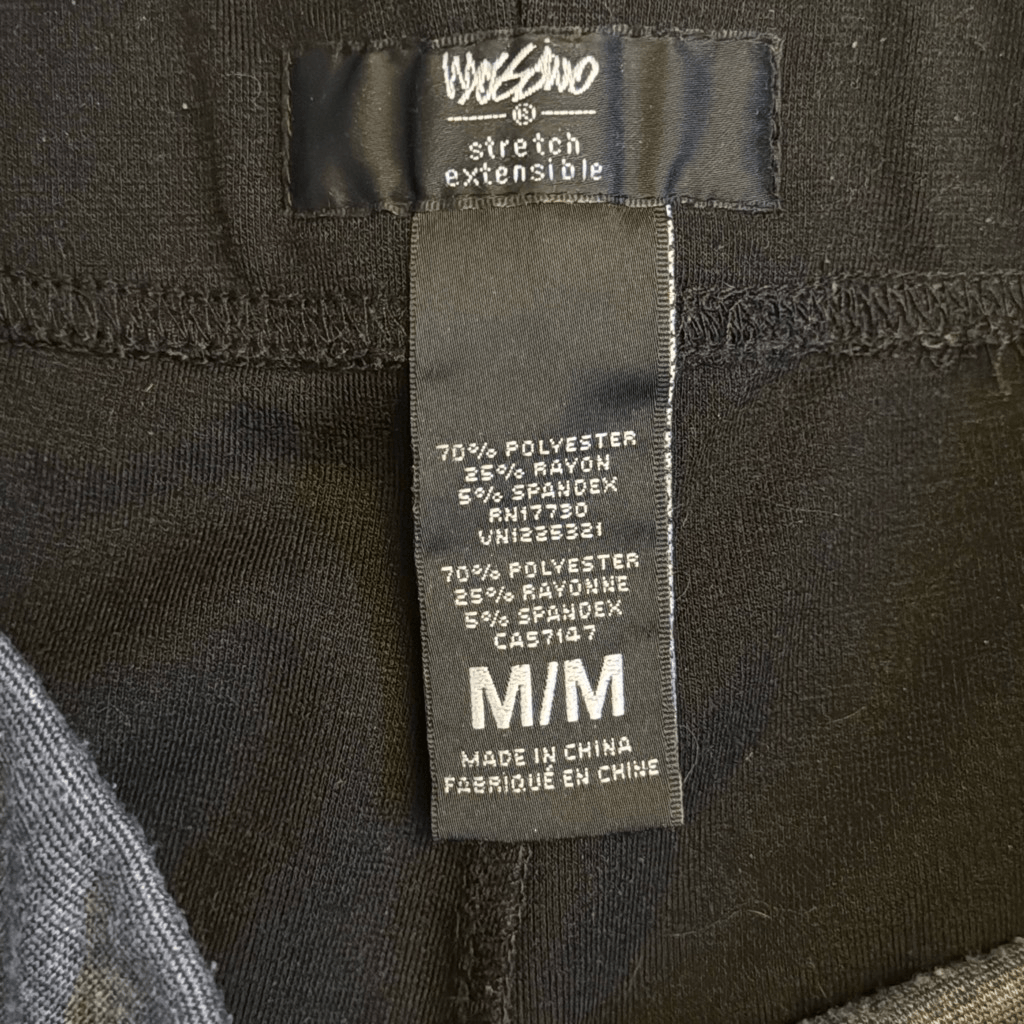 mossimo
®
stretch
extensible
70% POLYESTER
25% RAYON
5% SPANDEX
RN17730
VN1225321
70% POLYESTER
25% RAYONNE
5% SPANDEX
CA57147
M/M
MADE IN CHINA
FABRIQUÉ EN CHINE